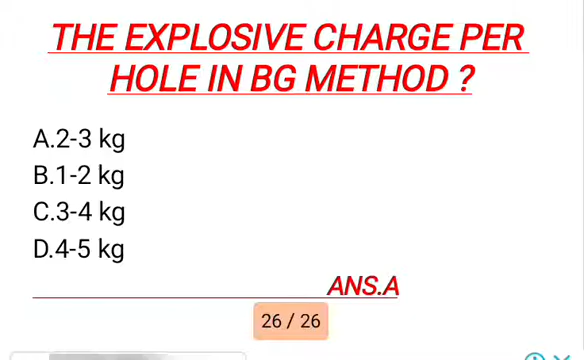 THE EXPLOSIVE CHARGE PER
HOLE IN BG METHOD ?
A.2-3 kg
B.1-2 kg
C.3-4 kg
D.4-5 kg
ANS.A
26 / 26